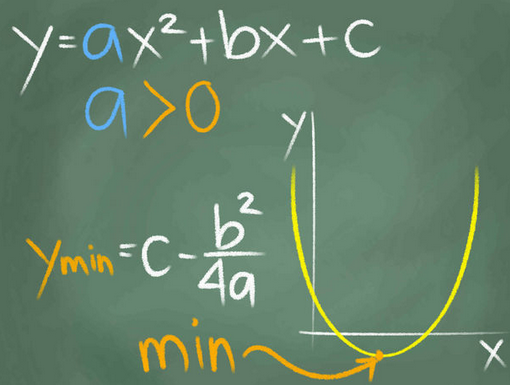 y=ax²+bx+c
a>0
y
ymin=c-b²/4a
min
x